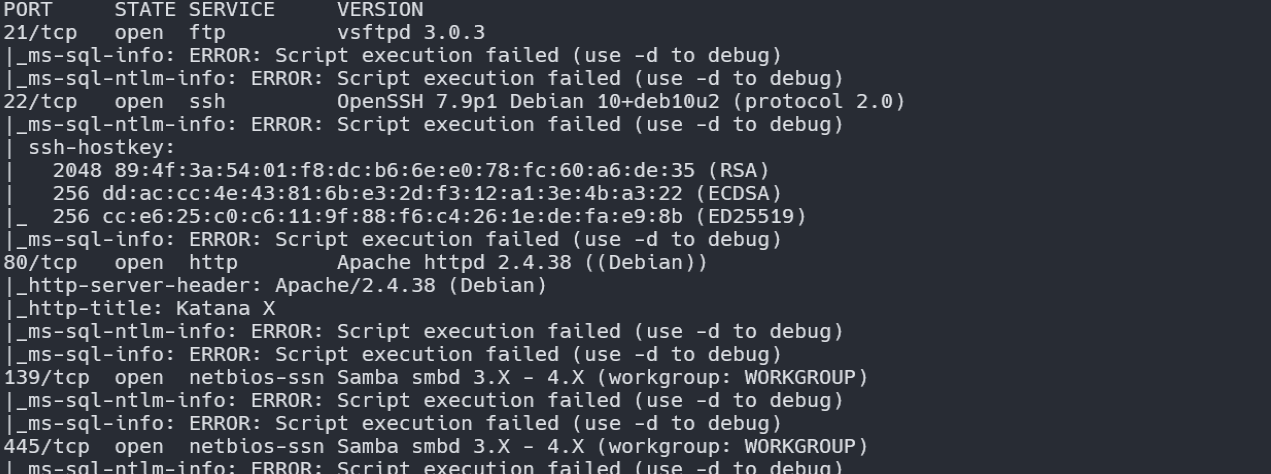 PORT     STATE SERVICE     VERSION
21/tcp   open  ftp         vsftpd 3.0.3
|_ms-sql-info: ERROR: Script execution failed (use -d to debug)
|_ms-sql-ntlm-info: ERROR: Script execution failed (use -d to debug)
22/tcp   open  ssh         OpenSSH 7.9p1 Debian 10+deb10u2 (protocol 2.0)
|_ms-sql-ntlm-info: ERROR: Script execution failed (use -d to debug)
| ssh-hostkey:
|   2048 89:4f:3a:54:01:f8:dc:b6:6e:e0:78:fc:60:a6:de:35 (RSA)
|   256 dd:ac:cc:4e:43:81:6b:e3:2d:f3:12:a1:3e:4b:a3:22 (ECDSA)
|_  256 cc:e6:25:c0:c6:11:9f:88:f6:c4:26:1e:de:fa:e9:8b (ED25519)
|_ms-sql-info: ERROR: Script execution failed (use -d to debug)
80/tcp   open  http        Apache httpd 2.4.38 ((Debian))
|_http-server-header: Apache/2.4.38 (Debian)
|_http-title: Katana X
|_ms-sql-ntlm-info: ERROR: Script execution failed (use -d to debug)
|_ms-sql-info: ERROR: Script execution failed (use -d to debug)
139/tcp  open  netbios-ssn Samba smbd 3.X - 4.X (workgroup: WORKGROUP)
|_ms-sql-ntlm-info: ERROR: Script execution failed (use -d to debug)
|_ms-sql-info: ERROR: Script execution failed (use -d to debug)
445/tcp  open  netbios-ssn Samba smbd 3.X - 4.X (workgroup: WORKGROUP)
|_ms-sql-ntlm-info: ERROR: Script execution failed (use -d to debug)